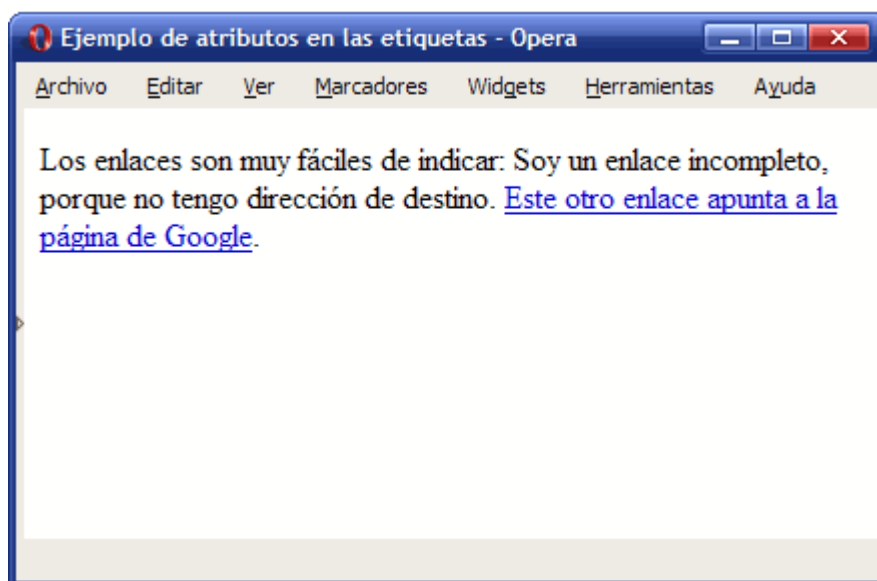 Ejemplo de atributos en las etiquetas - Opera
Archivo Editar Ver Marcadores Widgets Herramientas Ayuda
Los enlaces son muy fáciles de indicar: Soy un enlace incompleto,
porque no tengo dirección de destino. Este otro enlace apunta a la
página de Google.